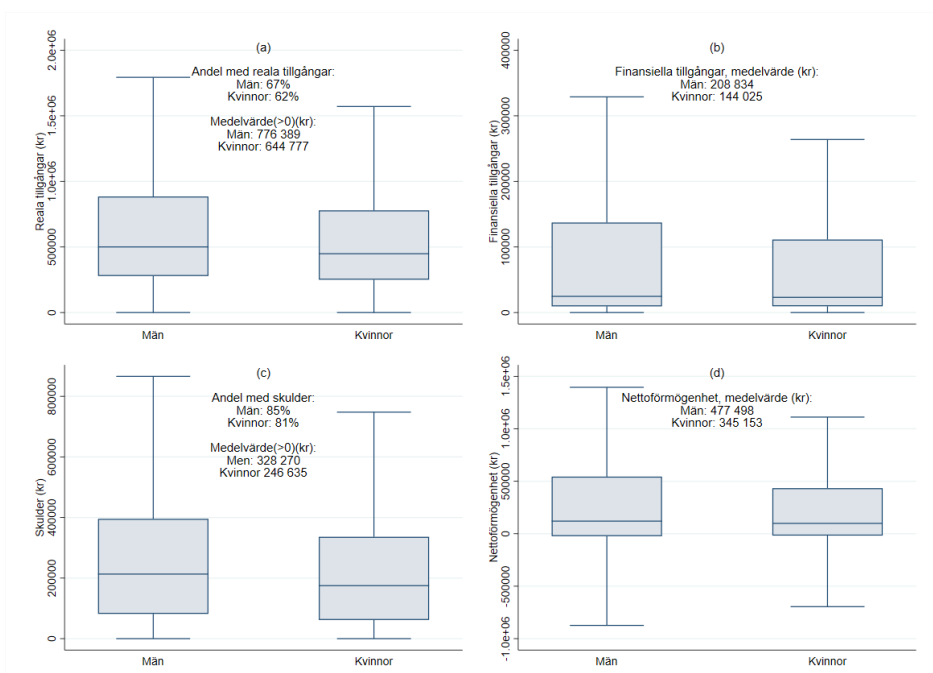 (a)
Andel med reala tillgångar:
Män: 67%
Kvinnor: 62%
Medelvärde(>0)(kr):
Män: 776 389
Kvinnor: 644 777
Reala tillgångar (kr)
2.0e+06
1.5e+06
1.0e+06
500000
0
Män
Kvinnor
(b)
Finansiella tillgångar, medelvärde (kr):
Män: 208 834
Kvinnor: 144 025
Finansiella tillgångar (kr)
400000
300000
200000
100000
0
Män
Kvinnor
(c)
Andel med skulder:
Män: 85%
Kvinnor: 81%
Medelvärde(>0)(kr):
Men: 328 270
Kvinnor 246 635
Skulder (kr)
800000
600000
400000
200000
0
Män
Kvinnor
(d)
Nettoförmögenhet, medelvärde (kr):
Män: 477 498
Kvinnor: 345 153
Nettoförmögenhet (kr)
1.5e+06
1.0e+06
500000
0
-500000
-1.0e+06
Män
Kvinnor